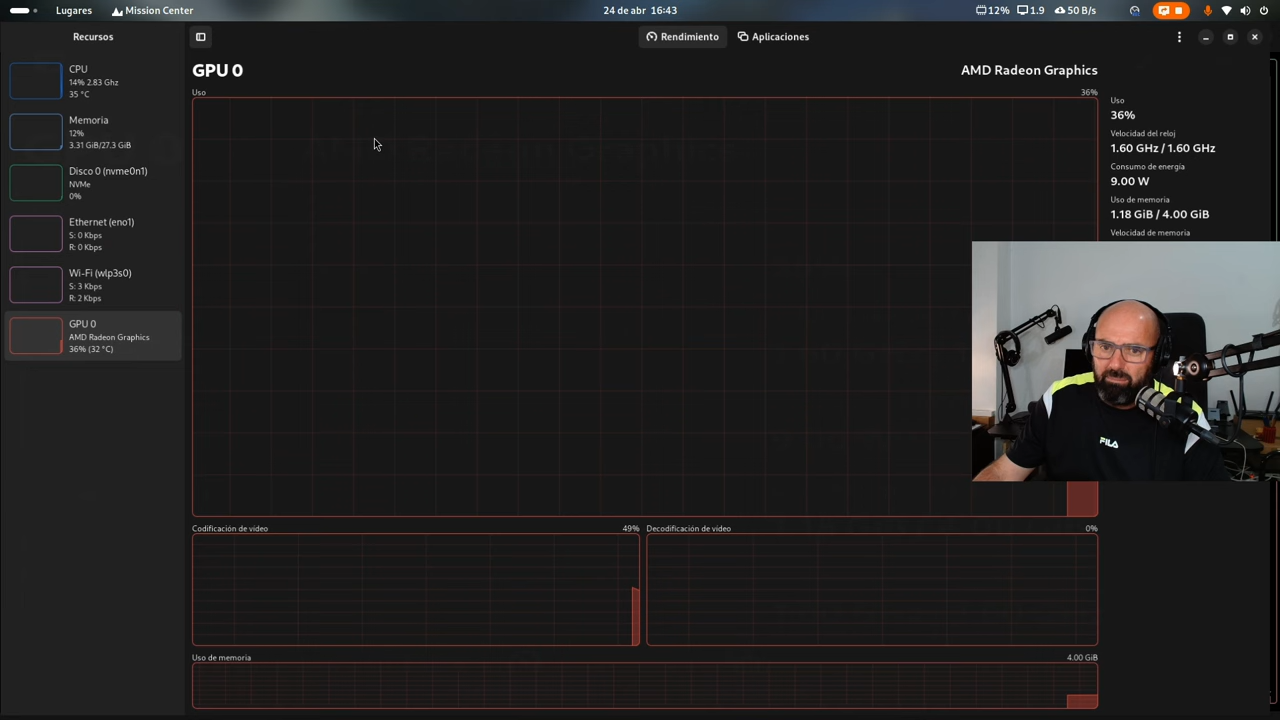 Lugares
Mission Center
24 de abr 16:43
12%
1.9
50 B/s
Recursos
Rendimiento
Aplicaciones
CPU
14% 2.83 Ghz
35 °C
Memoria
12%
3.31 GiB/27.3 GiB
Disco 0 (nvme0n1)
NVMe
0%
Ethernet (eno1)
S: 0 Kbps
R: 0 Kbps
Wi-Fi (wlp3s0)
S: 3 Kbps
R: 2 Kbps
GPU 0
AMD Radeon Graphics
36% (32 °C)
GPU 0
AMD Radeon Graphics
Uso
36%
Uso
36%
Velocidad del reloj
1.60 GHz / 1.60 GHz
Consumo de energía
9.00 W
Uso de memoria
1.18 GiB / 4.00 GiB
Velocidad de memoria
FILA
Codificación de vídeo
49%
Decodificación de vídeo
0%
Uso de memoria
4.00 GiB